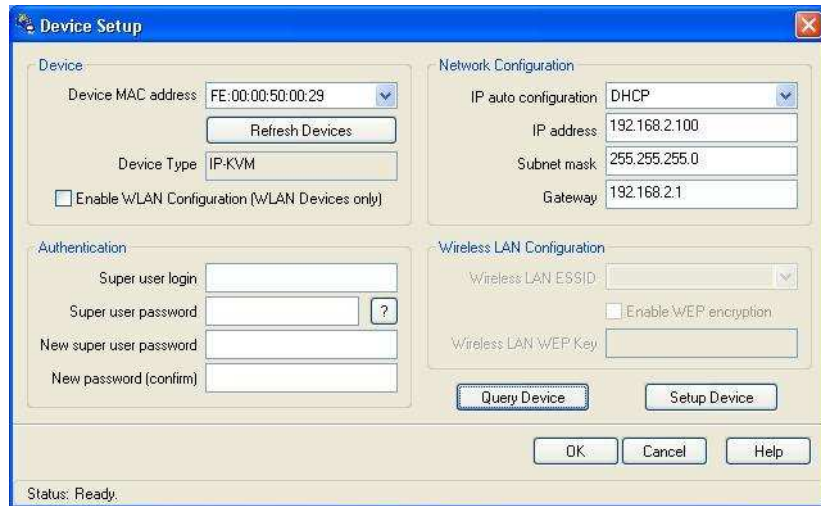 Device Setup
Device
Device MAC address FE:00:00:50:00:29
Refresh Devices
Device Type IP-KVM
Enable WLAN Configuration (WLAN Devices only)
Network Configuration
IP auto configuration DHCP
IP address 192.168.2.100
Subnet mask 255.255.255.0
Gateway 192.168.2.1
Authentication
Super user login
Super user password ?
New super user password
New password (confirm)
Wireless LAN Configuration
Wireless LAN ESSID
Enable WEP encryption
Wireless LAN WEP Key
Query Device Setup Device
OK Cancel Help
Status: Ready.